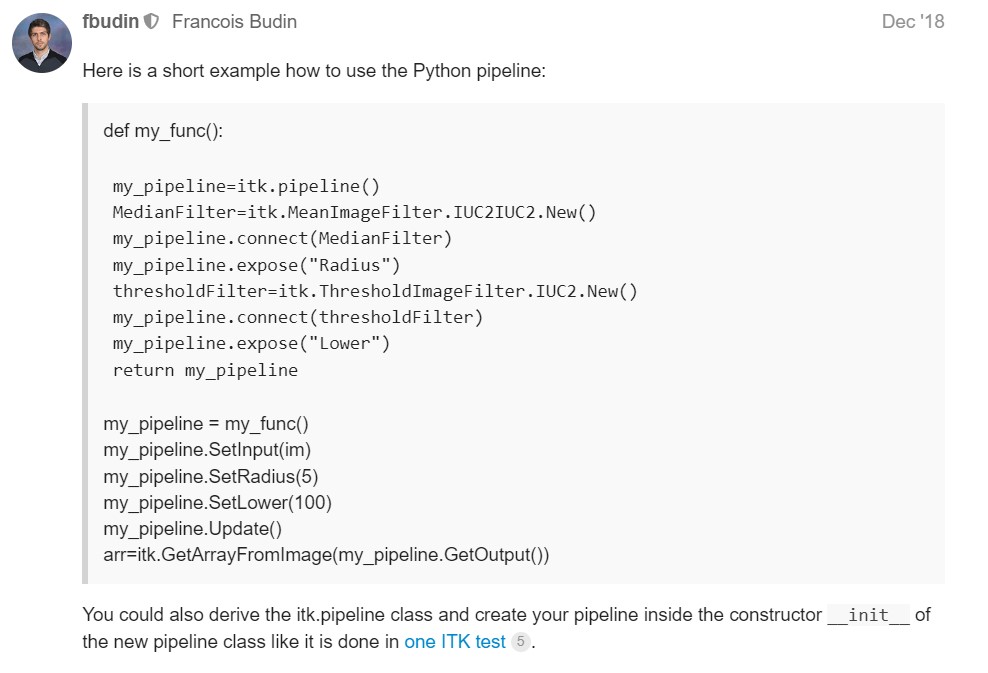 fbudin Francois Budin Dec '18
Here is a short example how to use the Python pipeline:
def my_func():
my_pipeline=itk.pipeline()
MedianFilter=itk.MeanImageFilter.IUC2IUC2.New()
my_pipeline.connect(MedianFilter)
my_pipeline.expose("Radius")
thresholdFilter=itk.ThresholdImageFilter.IUC2.New()
my_pipeline.connect(thresholdFilter)
my_pipeline.expose("Lower")
return my_pipeline
my_pipeline = my_func()
my_pipeline.SetInput(im)
my_pipeline.SetRadius(5)
my_pipeline.SetLower(100)
my_pipeline.Update()
arr=itk.GetArrayFromImage(my_pipeline.GetOutput())
You could also derive the itk.pipeline class and create your pipeline inside the constructor __init__ of
the new pipeline class like it is done in one ITK test 5 .